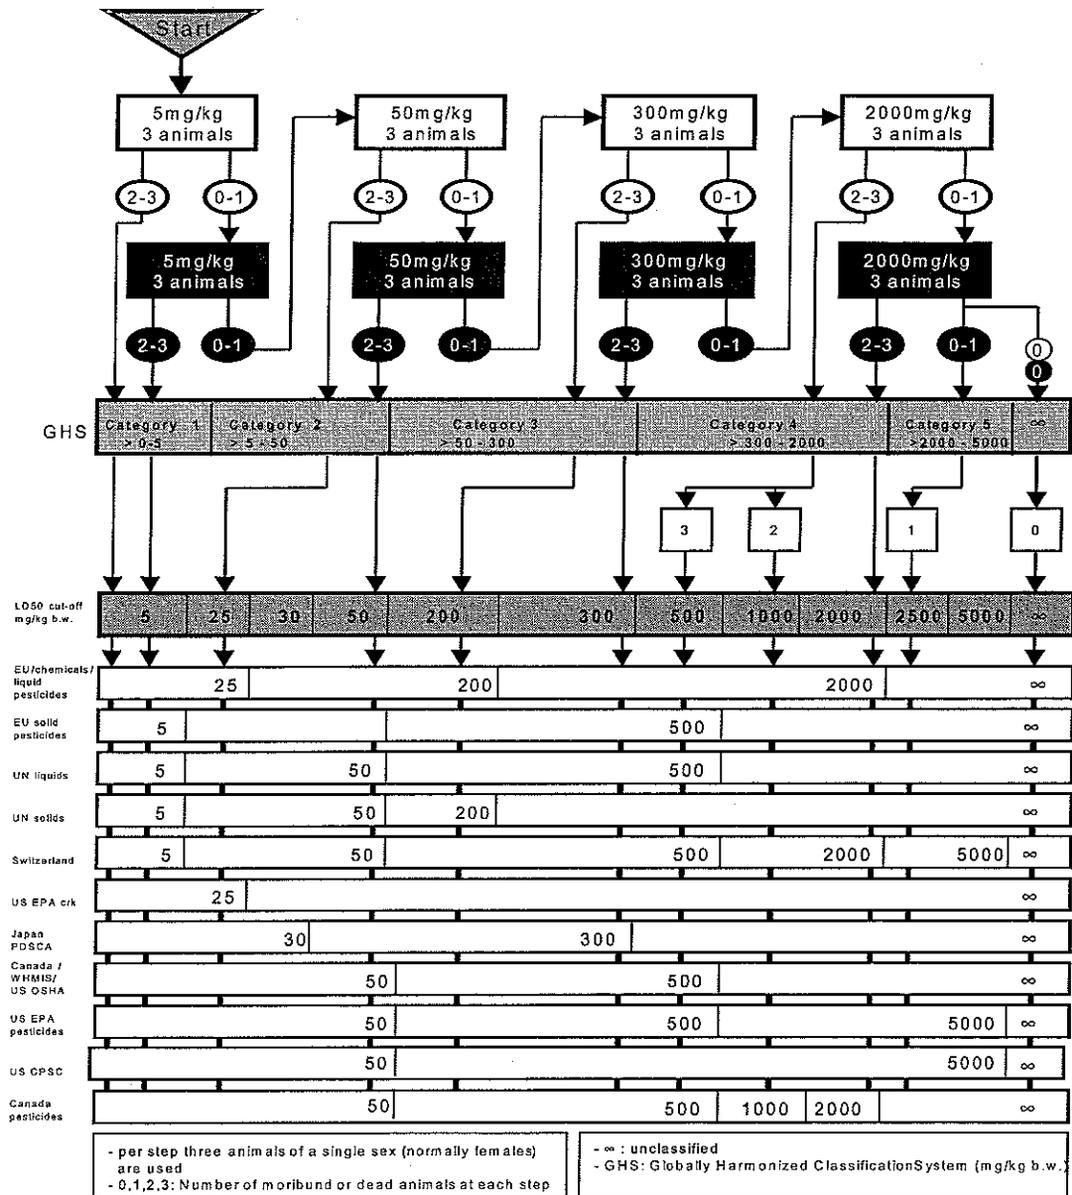 Start
5mg/kg
3 animals
50mg/kg
3 animals
300mg/kg
3 animals
2000mg/kg
3 animals
2-3
0-1
2-3
0-1
2-3
0-1
2-3
0-1
5mg/kg
3 animals
50mg/kg
3 animals
300mg/kg
3 animals
2000mg/kg
3 animals
2-3
0-1
2-3
0-1
2-3
0-1
2-3
0-1
0
0
GHS
Category 1
> 0-5
Category 2
> 5-50
Category 3
> 50-300
Category 4
> 300-2000
Category 5
>2000-5000
∞
3
2
1
0
LD50 cut-off
mg/kg b.w.
5 25 30 50 200 300 500 1000 2000 2500 5000 ∞
EU/chemicals/
liquid
pesticides
25 200 2000 ∞
EU solid
pesticides
5 500 ∞
UN liquids
5 50 500 ∞
UN solids
5 50 200 ∞
Switzerland
5 50 500 2000 5000 ∞
US EPA c/k
25 ∞
Japan
PDSCA
30 300 ∞
Canada /
WHMIS/
US OSHA
50 500 ∞
US EPA
pesticides
50 500 5000 ∞
US CPSC
50 5000 ∞
Canada
pesticides
50 500 1000 2000 ∞
- per step three animals of a single sex (normally females)
are used
- 0,1,2,3: Number of moribund or dead animals at each step
- ∞ : unclassified
- GHS: Globally Harmonized ClassificationSystem (mg/kg b.w.